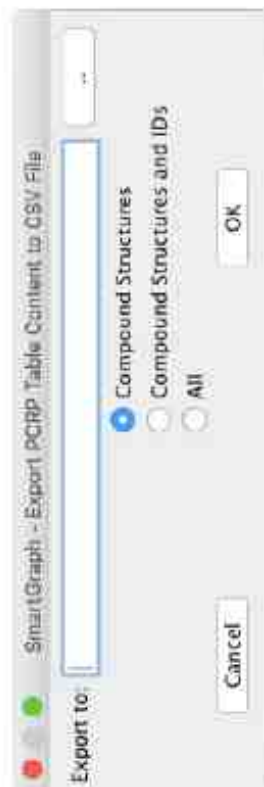 SmartGraph - Export PCRP Table Content to CSV File
Export to: ...
Compound Structures
Compound Structures and IDs
All
Cancel OK